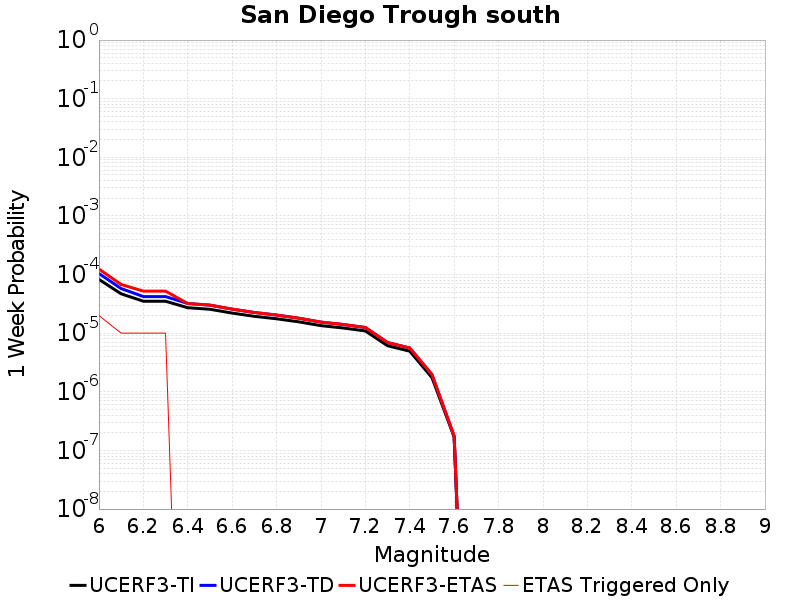 San Diego Trough south
1 Week Probability
10^0
10^-1
10^-2
10^-3
10^-4
10^-5
10^-6
10^-7
10^-8
6 6.2 6.4 6.6 6.8 7 7.2 7.4 7.6 7.8 8 8.2 8.4 8.6 8.8 9
Magnitude
UCERF3-TI UCERF3-TD UCERF3-ETAS ETAS Triggered Only